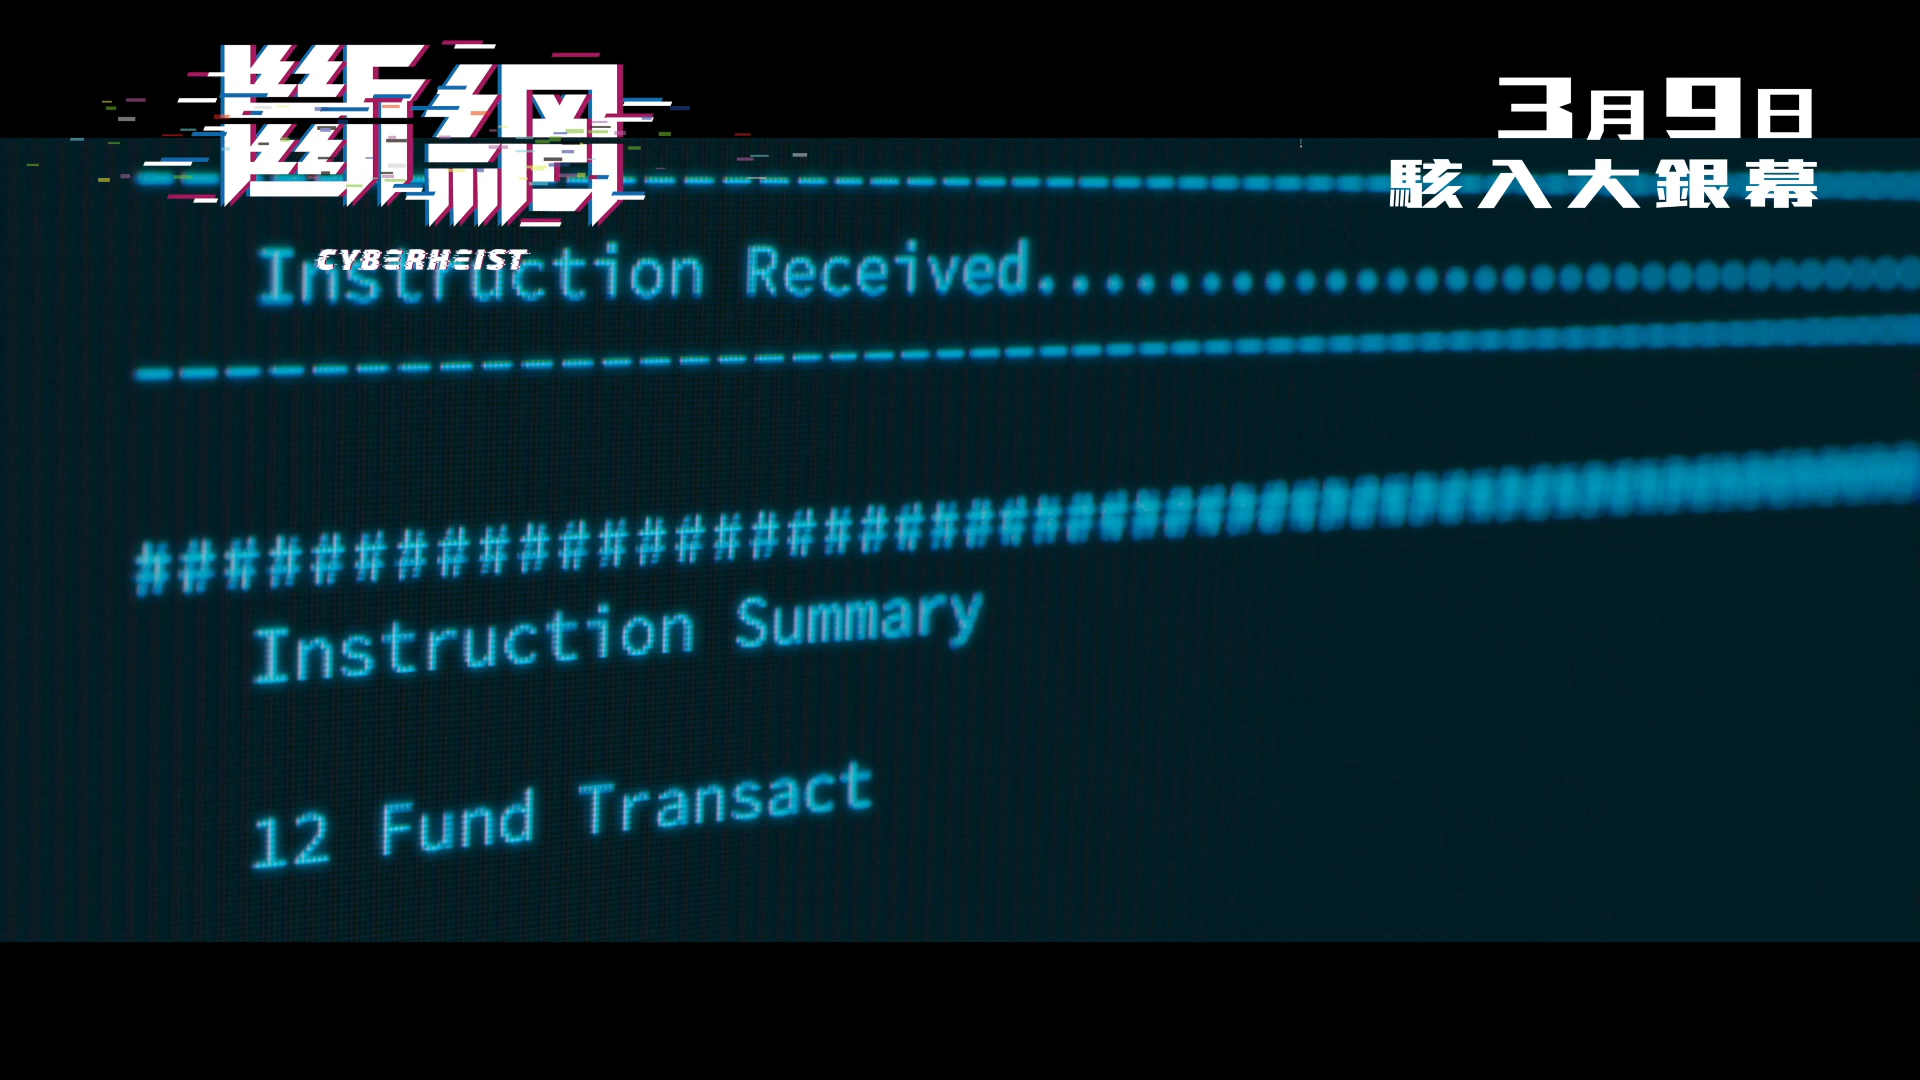 斷網
CYBERHEIST
3月9日
駭入大銀幕
Instruction Received....................................
#############################################
Instruction Summary
12 Fund Transact